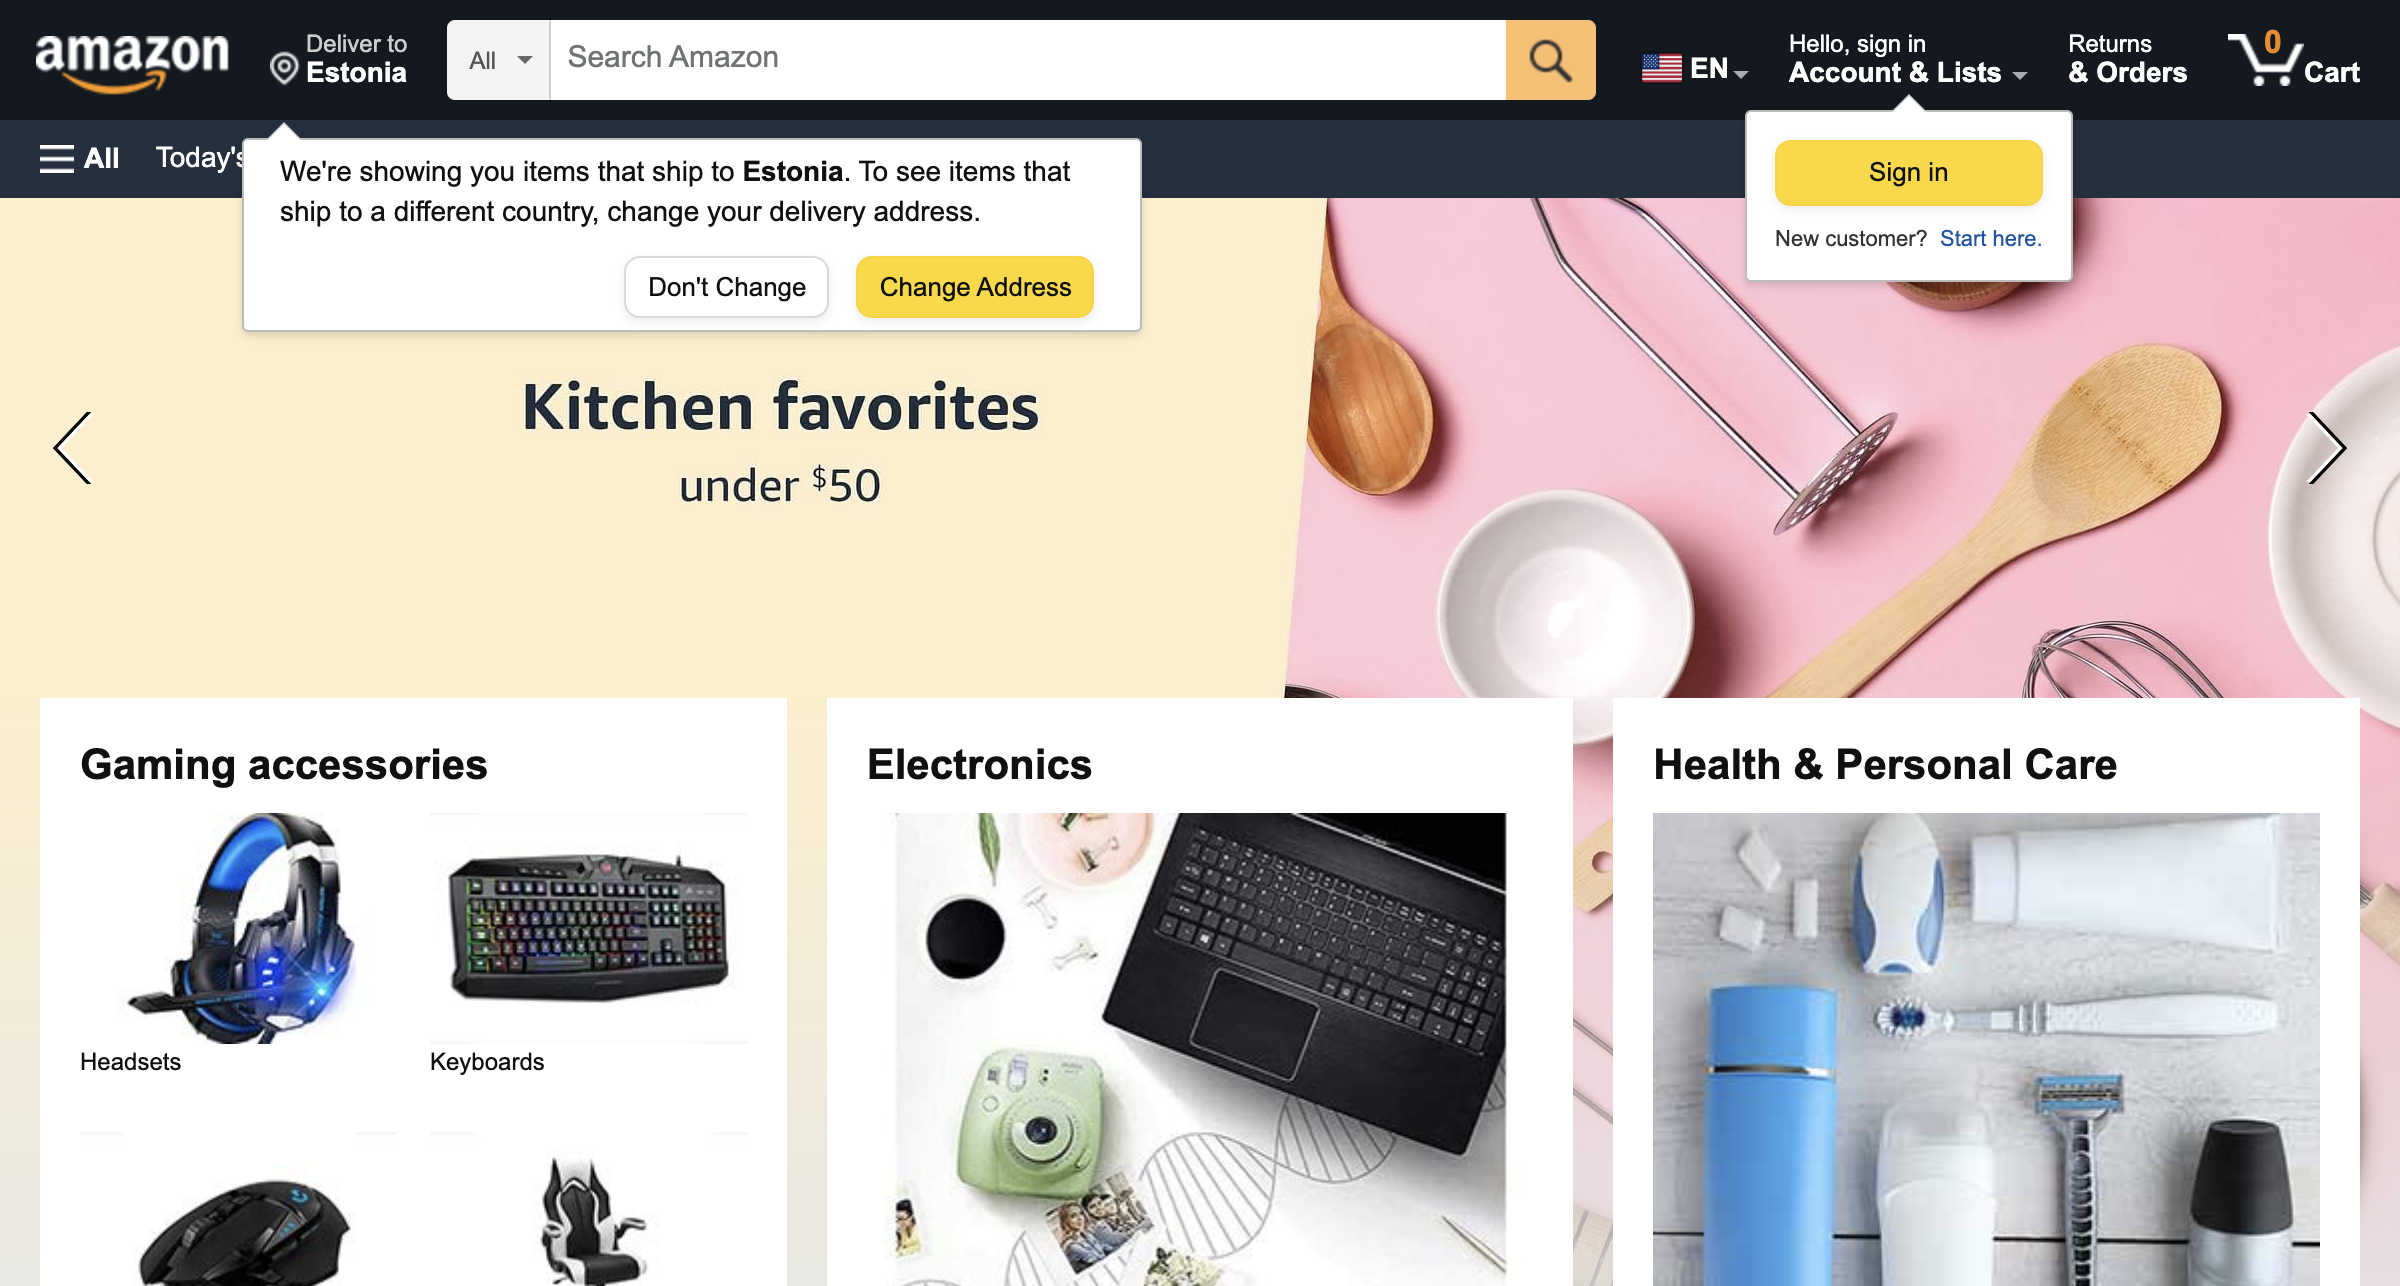 amazon
Deliver to
Estonia
All
Search Amazon
EN
Hello, sign in
Account & Lists
Returns
& Orders
0
Cart
All
Today's
We're showing you items that ship to Estonia. To see items that
ship to a different country, change your delivery address.
Don't Change
Change Address
Sign in
New customer? Start here.
Kitchen favorites
under $50
Gaming accessories
Headsets
Keyboards
Electronics
Health & Personal Care